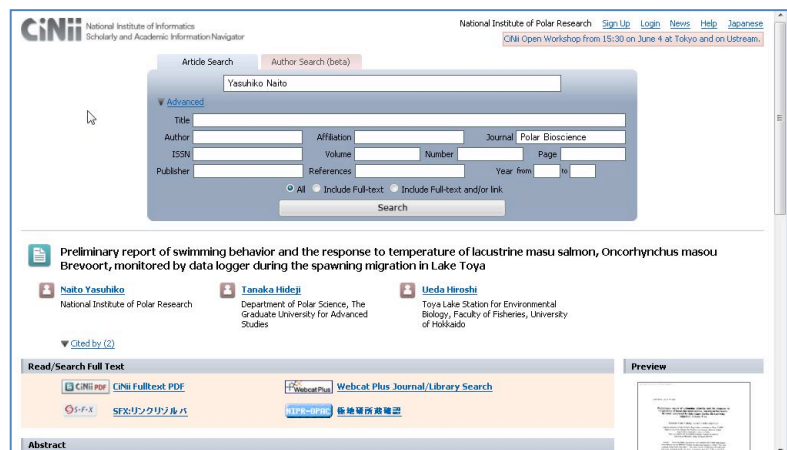 CiNii National Institute of Informatics
Scholarly and Academic Information Navigator
National Institute of Polar Research Sign Up Login News Help Japanese
CiNii Open Workshop from 15:30 on June 4 at Tokyo and on Ustream.
Article Search Author Search (beta)
Yasuhiko Naito
Advanced
Title
Author Affiliation Journal Polar Bioscience
ISSN Volume Number Page
Publisher References Year from to
All Include Full-text Include Full-text and/or link
Search
Preliminary report of swimming behavior and the response to temperature of lacustrine masu salmon, Oncorhynchus masou
Brevoort, monitored by data logger during the spawning migration in Lake Toya
Naito Yasuhiko Tanaka Hideji Ueda Hiroshi
National Institute of Polar Research Department of Polar Science, The Toya Lake Station for Environmental
Graduate University for Advanced Biology, Faculty of Fisheries, University
Studies of Hokkaido
Cited by (2)
Read/Search Full Text Preview
CiNii PDF CiNii Fulltext PDF Webcat Plus Webcat Plus Journal/Library Search
S·F·X SFX:リンクリゾルバ NIPR-OPAC 極地研所蔵確認
Abstract